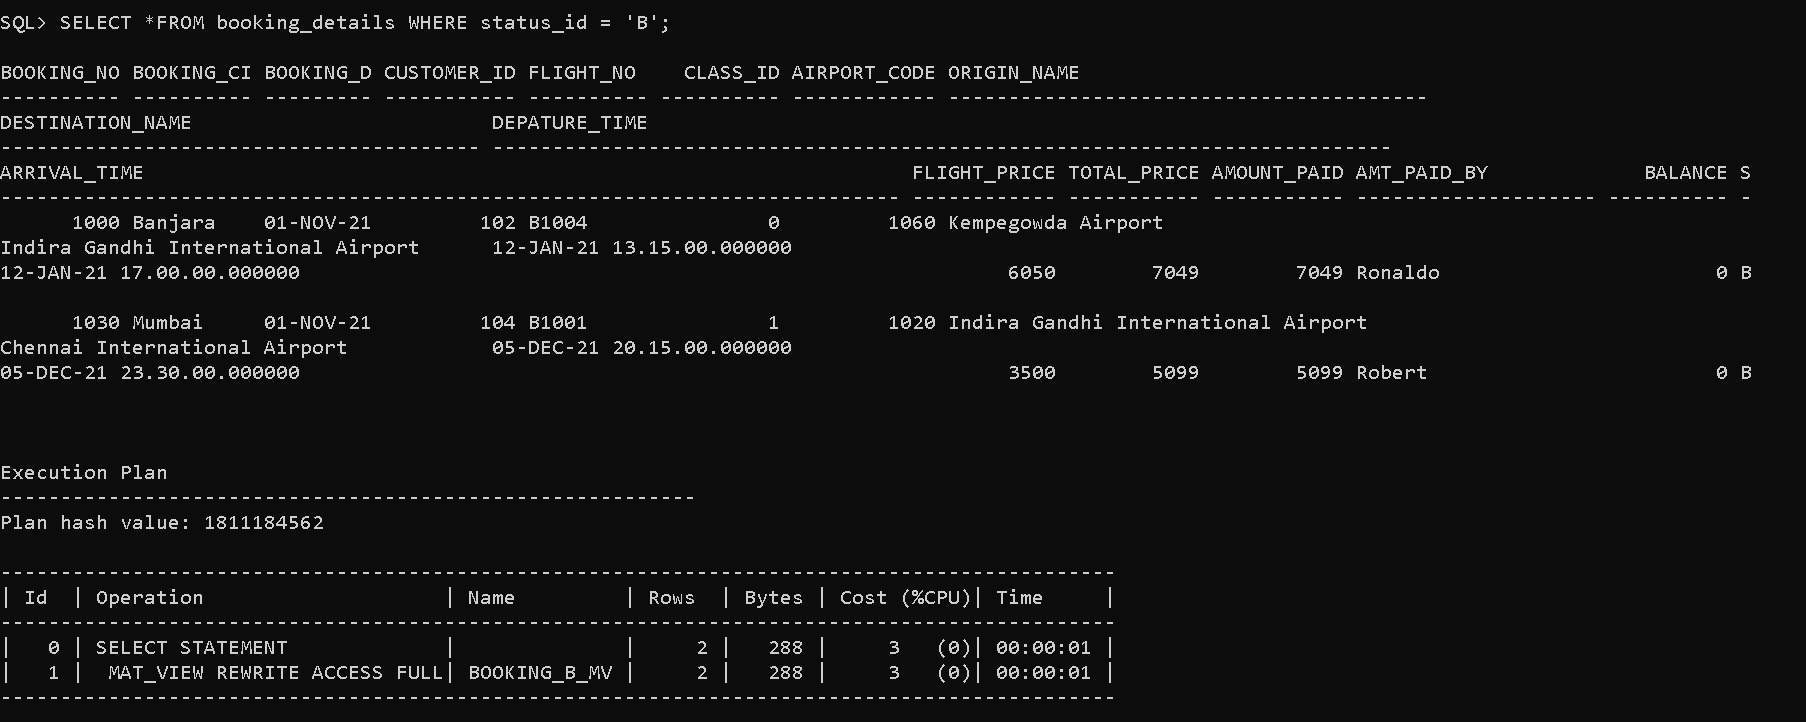 SQL> SELECT *FROM booking_details WHERE status_id = 'B';
BOOKING_NO BOOKING_CI BOOKING_D CUSTOMER_ID FLIGHT_NO    CLASS_ID AIRPORT_CODE ORIGIN_NAME
---------- ---------- --------- ----------- ---------- ---------- ------------ ----------------------------------------
DESTINATION_NAME                         DEPATURE_TIME
---------------------------------------- ---------------------------------------------------------------------------
ARRIVAL_TIME                                                                FLIGHT_PRICE TOTAL_PRICE AMOUNT_PAID AMT_PAID_BY             BALANCE S
--------------------------------------------------------------------------- ------------ ----------- ----------- -------------------- ---------- -
      1000 Banjara    01-NOV-21         102 B1004               0         1060 Kempegowda Airport
Indira Gandhi International Airport      12-JAN-21 13.15.00.000000
12-JAN-21 17.00.00.000000                                                           6050        7049        7049 Ronaldo                       0 B
      1030 Mumbai     01-NOV-21         104 B1001               1         1020 Indira Gandhi International Airport
Chennai International Airport            05-DEC-21 20.15.00.000000
05-DEC-21 23.30.00.000000                                                           3500        5099        5099 Robert                        0 B
Execution Plan
----------------------------------------------------------
Plan hash value: 1811184562
---------------------------------------------------------------------------------------------
| Id  | Operation                    | Name         | Rows  | Bytes | Cost (%CPU)| Time     |
---------------------------------------------------------------------------------------------
|   0 | SELECT STATEMENT             |              |     2 |   288 |     3   (0)| 00:00:01 |
|   1 |  MAT_VIEW REWRITE ACCESS FULL| BOOKING_B_MV |     2 |   288 |     3   (0)| 00:00:01 |
---------------------------------------------------------------------------------------------